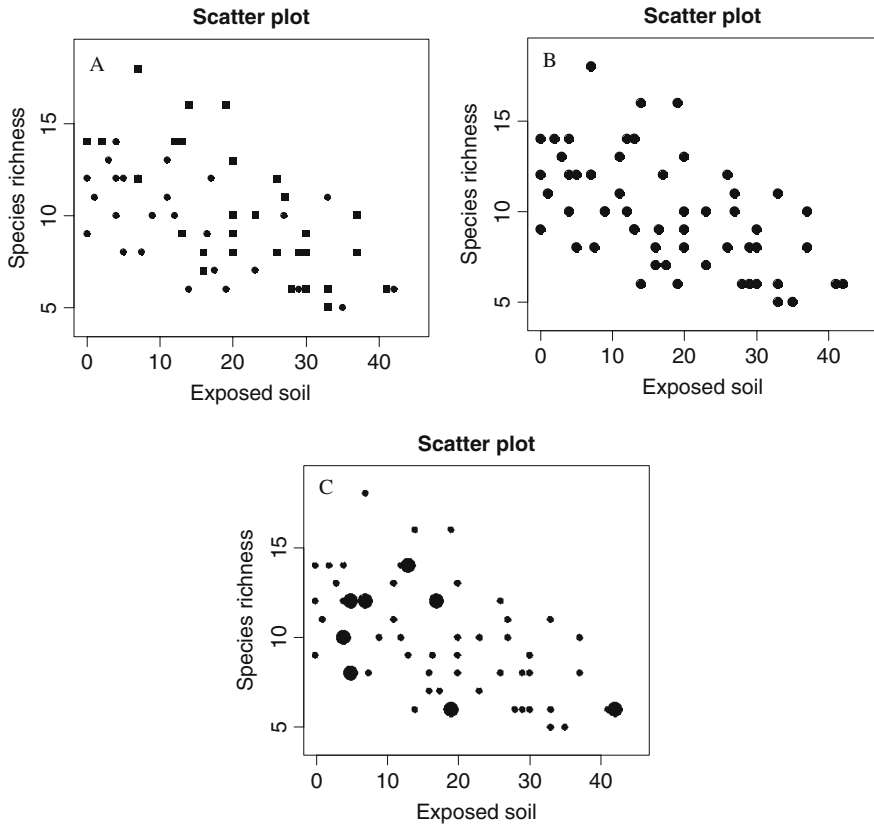 Scatter plot
A
Species richness
15
10
5
0 10 20 30 40
Exposed soil
Scatter plot
B
Species richness
15
10
5
0 10 20 30 40
Exposed soil
Scatter plot
C
Species richness
15
10
5
0 10 20 30 40
Exposed soil